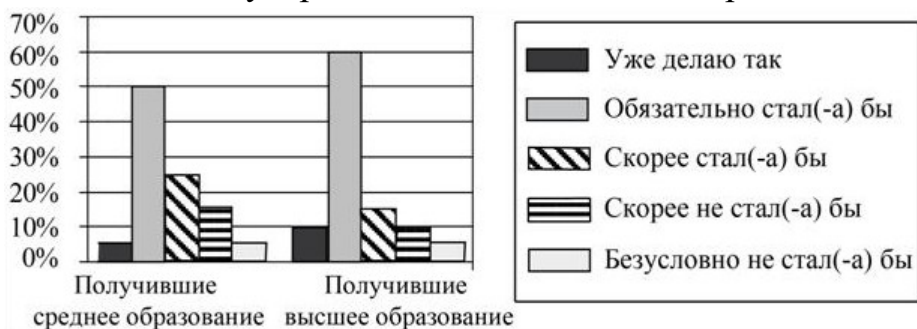 70%
60%
50%
40%
30%
20%
10%
0%
Получившие
среднее образование
Получившие
высшее образование
Уже делаю так
Обязательно стал(-а) бы
Скорее стал(-а) бы
Скорее не стал(-а) бы
Безусловно не стал(-а) бы